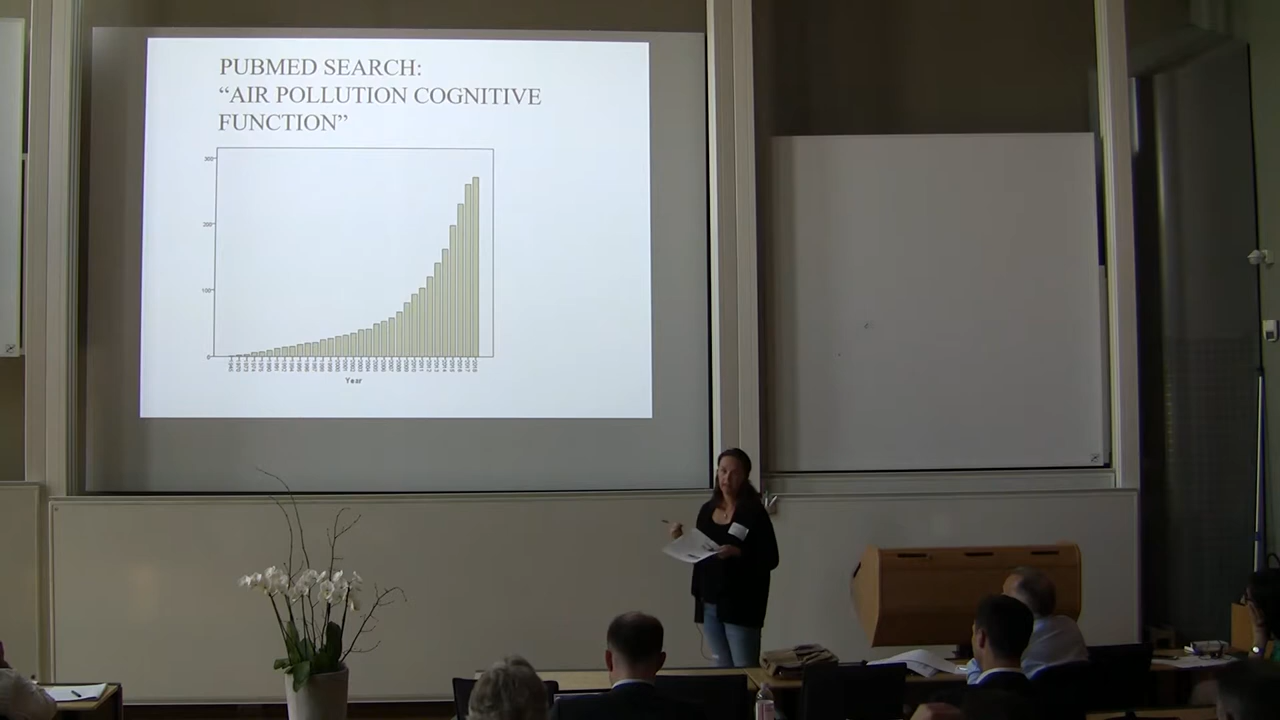 PUBMED SEARCH:
“AIR POLLUTION COGNITIVE
FUNCTION”
300
200
100
0
Year